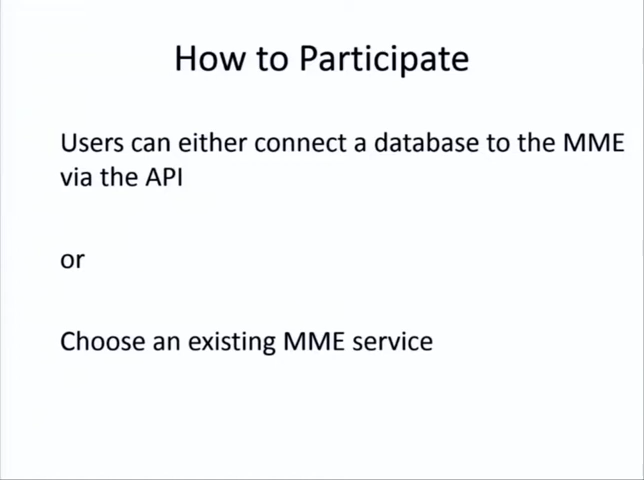 How to Participate
Users can either connect a database to the MME
via the API
or
Choose an existing MME service